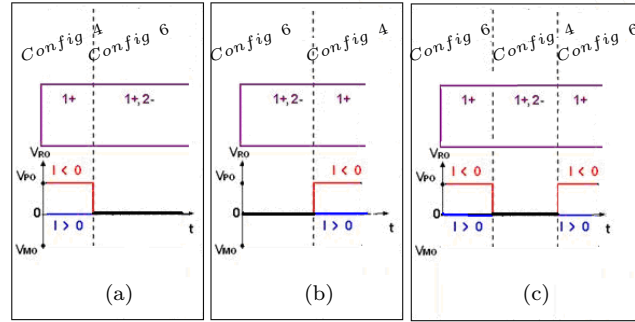 Config 4 Config 6
1+ 1+,2-
V_RO
V_PO I < 0
0 I > 0 t
V_MO
(a)
Config 6 Config 4
1+,2- 1+
V_RO
V_PO I < 0
0 I > 0 t
V_MO
(b)
Config 6 Config 4 Config 6
1+ 1+,2- 1+
V_RO
V_PO I < 0 I < 0
0 I > 0 I > 0 t
V_MO
(c)